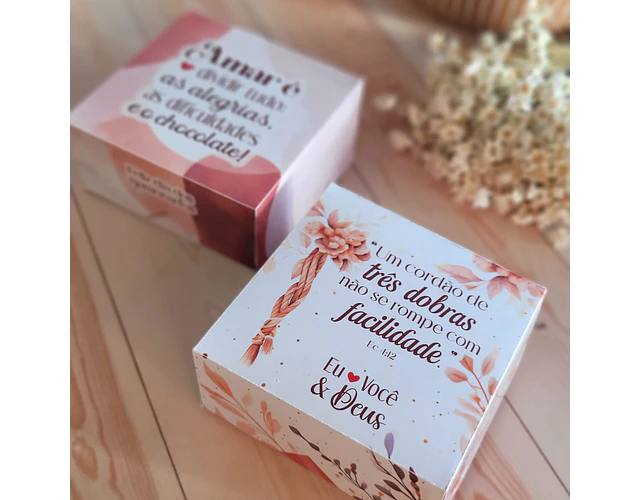 Amar é
dividir tudo:
as alegrias,
as dificuldades
e o chocolate!
"Um cordão de
três dobras
não se rompe com
facilidade."
Ec 4:12
Eu ❤ Você
& Deus